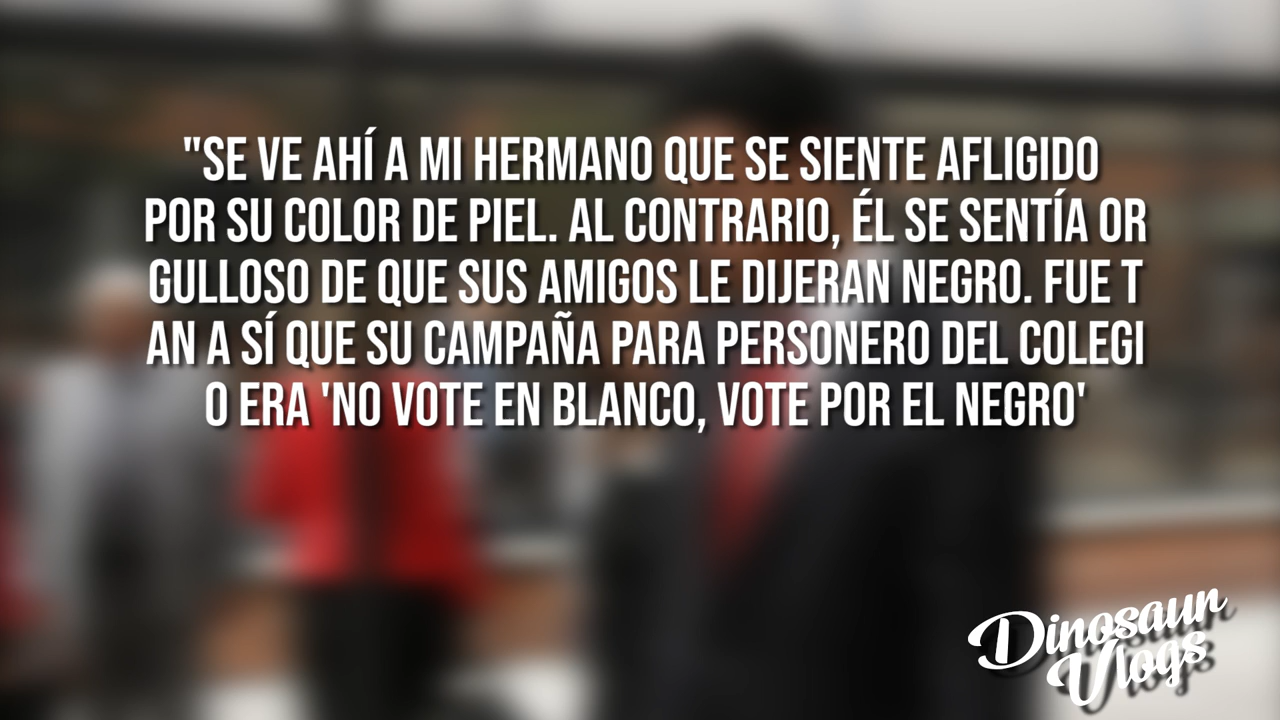 "SE VE AHÍ A MI HERMANO QUE SE SIENTE AFLIGIDO
POR SU COLOR DE PIEL. AL CONTRARIO, ÉL SE SENTÍA OR
GULLOSO DE QUE SUS AMIGOS LE DIJERAN NEGRO. FUE T
AN A SÍ QUE SU CAMPAÑA PARA PERSONERO DEL COLEGI
O ERA 'NO VOTE EN BLANCO, VOTE POR EL NEGRO'
Dinosaur
Vlogs